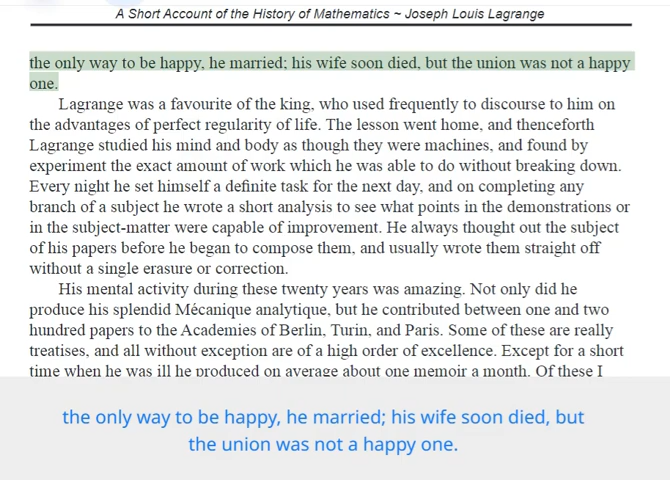 A Short Account of the History of Mathematics ~ Joseph Louis Lagrange
the only way to be happy, he married; his wife soon died, but the union was not a happy
one.
Lagrange was a favourite of the king, who used frequently to discourse to him on
the advantages of perfect regularity of life. The lesson went home, and thenceforth
Lagrange studied his mind and body as though they were machines, and found by
experiment the exact amount of work which he was able to do without breaking down.
Every night he set himself a definite task for the next day, and on completing any
branch of a subject he wrote a short analysis to see what points in the demonstrations or
in the subject-matter were capable of improvement. He always thought out the subject
of his papers before he began to compose them, and usually wrote them straight off
without a single erasure or correction.
His mental activity during these twenty years was amazing. Not only did he
produce his splendid Mécanique analytique, but he contributed between one and two
hundred papers to the Academies of Berlin, Turin, and Paris. Some of these are really
treatises, and all without exception are of a high order of excellence. Except for a short
time when he was ill he produced on average about one memoir a month. Of these I
the only way to be happy, he married; his wife soon died, but
the union was not a happy one.